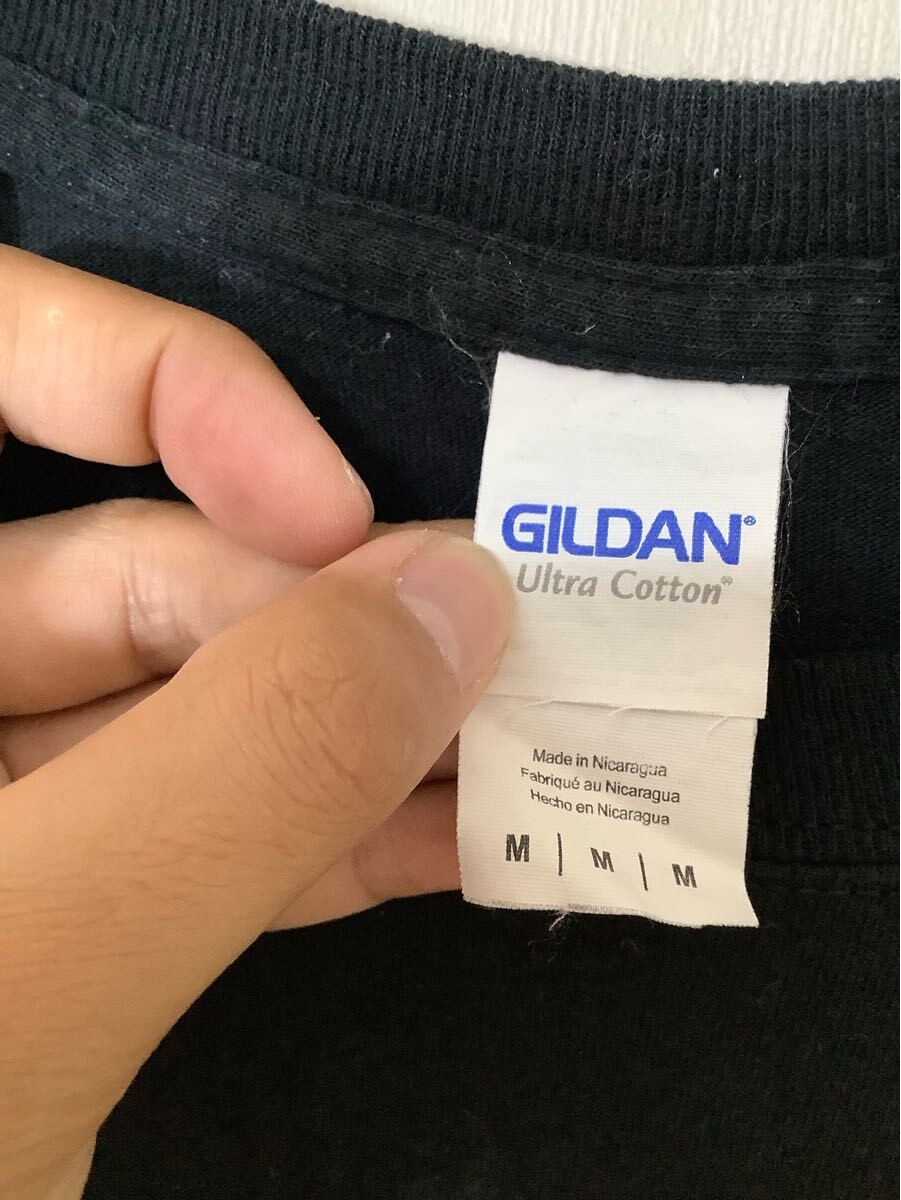 GILDAN®
Ultra Cotton®
Made in Nicaragua
Fabriqué au Nicaragua
Hecho en Nicaragua
M | M | M